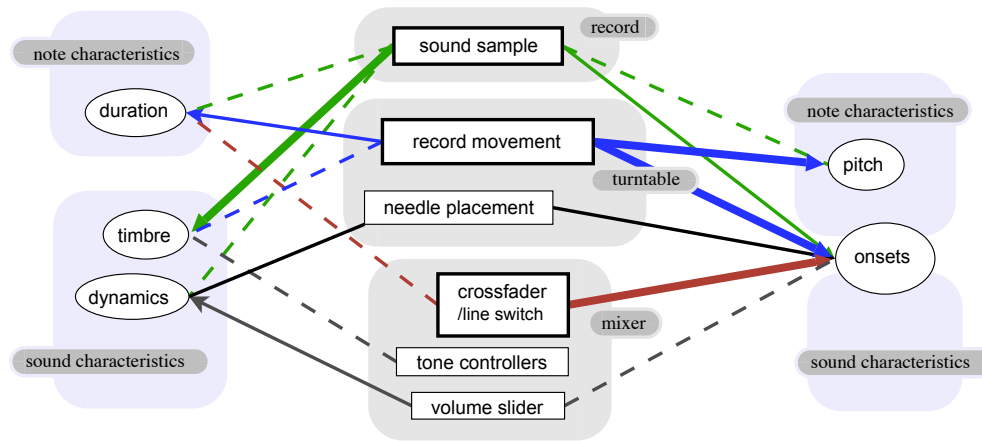 sound sample
record
note characteristics
duration
note characteristics
record movement
pitch
turntable
needle placement
timbre
onsets
dynamics
crossfader
/line switch
mixer
sound characteristics
tone controllers
sound characteristics
volume slider